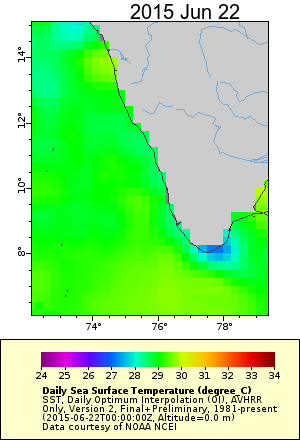 2015 Jun 22
14°
12°
10°
8°
74° 76° 78°
24 25 26 27 28 29 30 31 32 33 34
Daily Sea Surface Temperature (degree_C)
SST, Daily Optimum Interpolation (OI), AVHRR
Only, Version 2, Final+Preliminary, 1981-present
(2015-06-22T00:00:00Z, Altitude=0.0 m)
Data courtesy of NOAA NCEI